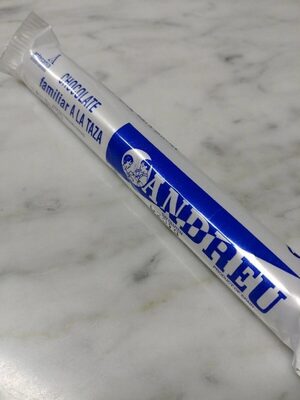 CHOCOLATE
familiar A LA TAZA
ANDREU